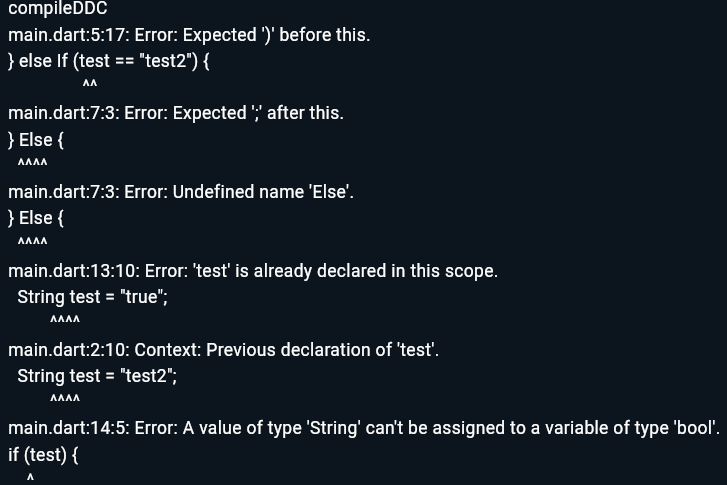 compileDDC
main.dart:5:17: Error: Expected ')' before this.
} else If (test == "test2") {
^^
main.dart:7:3: Error: Expected ';' after this.
} Else {
^^^^
main.dart:7:3: Error: Undefined name 'Else'.
} Else {
^^^^
main.dart:13:10: Error: 'test' is already declared in this scope.
String test = "true";
^^^^
main.dart:2:10: Context: Previous declaration of 'test'.
String test = "test2";
^^^^
main.dart:14:5: Error: A value of type 'String' can't be assigned to a variable of type 'bool'.
if (test) {
^